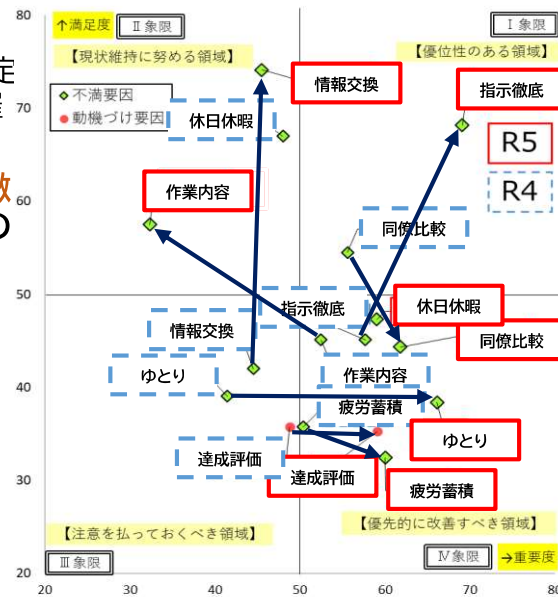 80
↑満足度
Ⅱ象限
Ⅰ象限
【現状維持に努める領域】
【優位性のある領域】
情報交換
指示徹底
不満要因
動機づけ要因
70
休日休暇
R5
R4
作業内容
60
の
同僚比較
50
指示徹底
休日休暇
情報交換
同僚比較
ゆとり
作業内容
40
疲労蓄積
ゆとり
達成評価
達成評価
疲労蓄積
30
【注意を払っておくべき領域】
【優先的に改善すべき領域】
Ⅲ象限
Ⅳ象限
→重要度
20
20
30
40
50
60
70
80